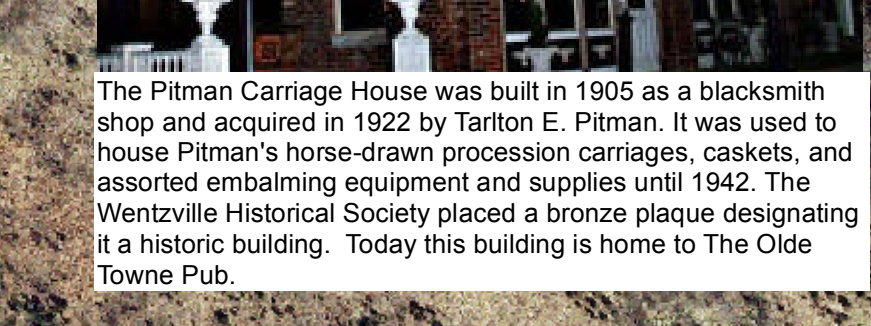 The Pitman Carriage House was built in 1905 as a blacksmith
shop and acquired in 1922 by Tarlton E. Pitman. It was used to
house Pitman's horse-drawn procession carriages, caskets, and
assorted embalming equipment and supplies until 1942. The
Wentzville Historical Society placed a bronze plaque designating
it a historic building.  Today this building is home to The Olde
Towne Pub.